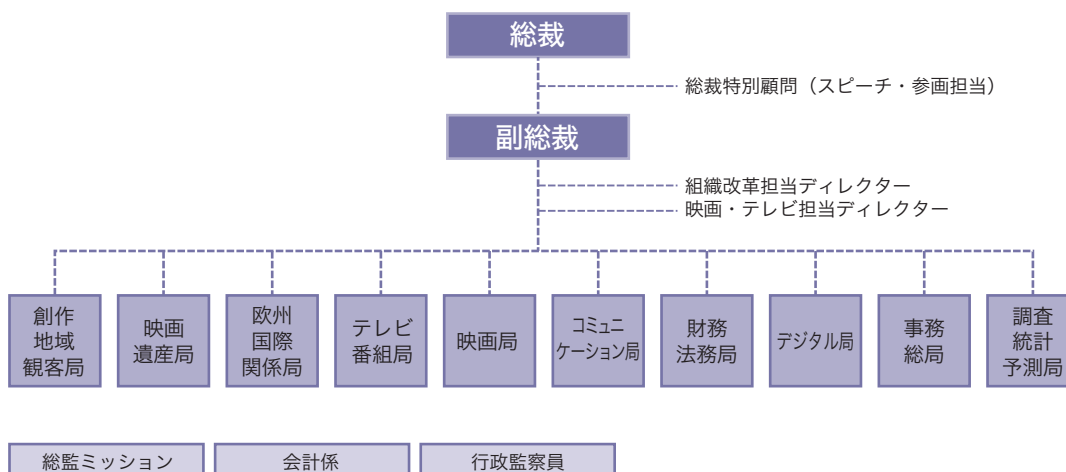 総裁
総裁特別顧問（スピーチ・参画担当）
副総裁
組織改革担当ディレクター
映画・テレビ担当ディレクター
創作
地域
観客局
映画
遺産局
欧州
国際
関係局
テレビ
番組局
映画局
コミュニ
ケーション局
財務
法務局
デジタル局
事務
総局
調査
統計
予測局
総監ミッション
会計係
行政監察員